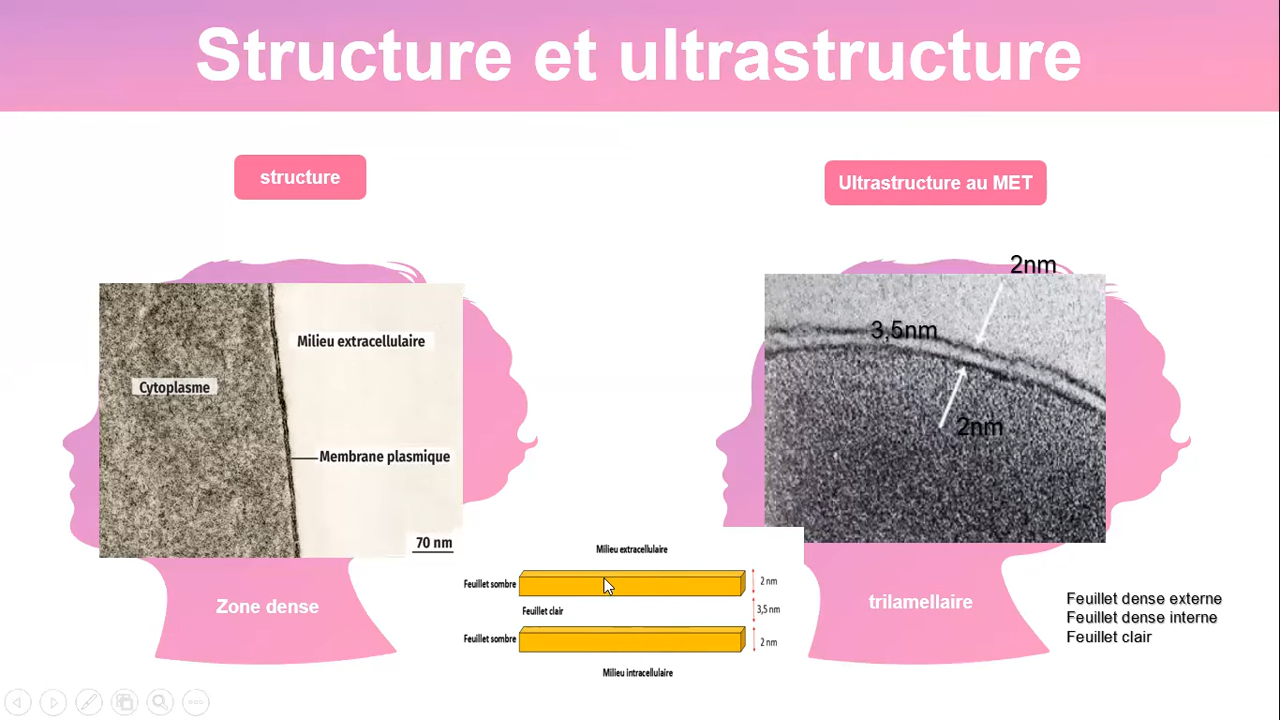 Structure et ultrastructure
structure
Ultrastructure au MET
Milieu extracellulaire
Cytoplasme
Membrane plasmique
70 nm
Zone dense
2nm
3,5nm
2nm
trilamellaire
Milieu extracellulaire
Feuillet sombre
2 nm
Feuillet clair
3,5 nm
Feuillet sombre
2 nm
Milieu intracellulaire
Feuillet dense externe
Feuillet dense interne
Feuillet clair